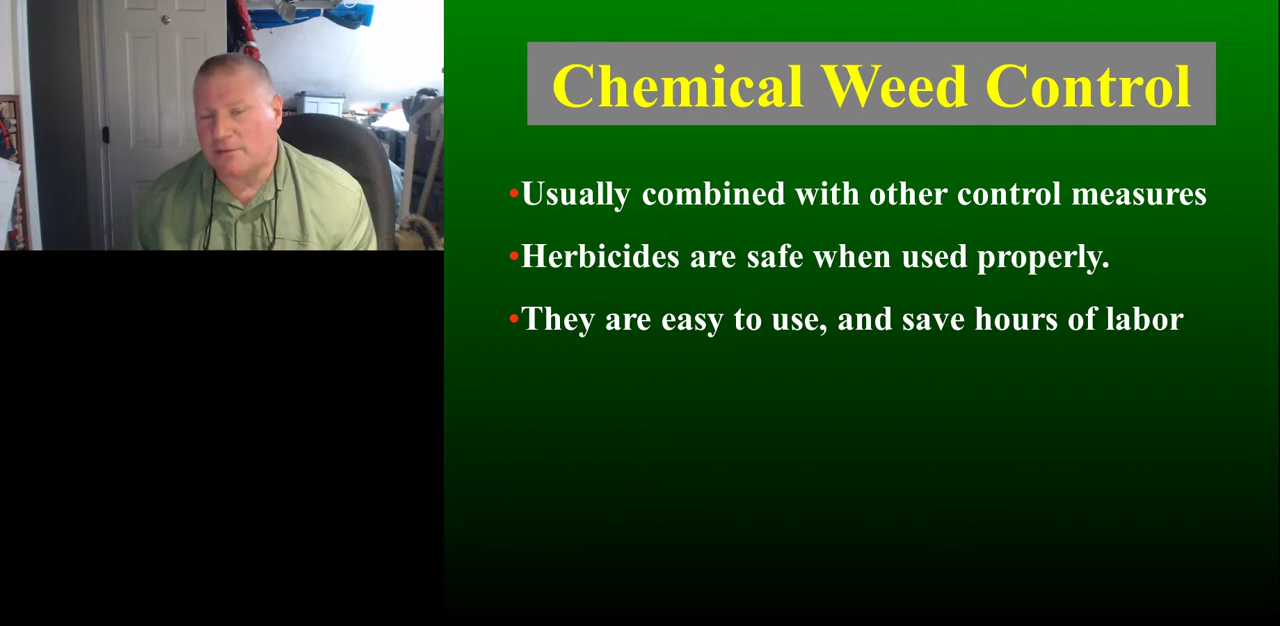 Chemical Weed Control
•Usually combined with other control measures
•Herbicides are safe when used properly.
•They are easy to use, and save hours of labor